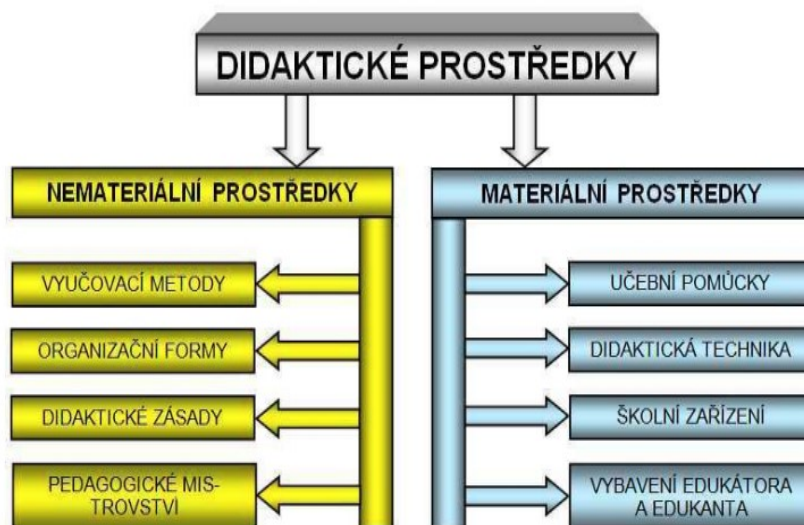 DIDAKTICKÉ PROSTŘEDKY
NEMATERIÁLNÍ PROSTŘEDKY
VYUČOVACÍ METODY
ORGANIZAČNÍ FORMY
DIDAKTICKÉ ZÁSADY
PEDAGOGICKÉ MIS-
TROVSTVÍ
MATERIÁLNÍ PROSTŘEDKY
UČEBNÍ POMŮCKY
DIDAKTICKÁ TECHNIKA
ŠKOLNÍ ZAŘÍZENÍ
VYBAVENÍ EDUKÁTORA
A EDUKANTA